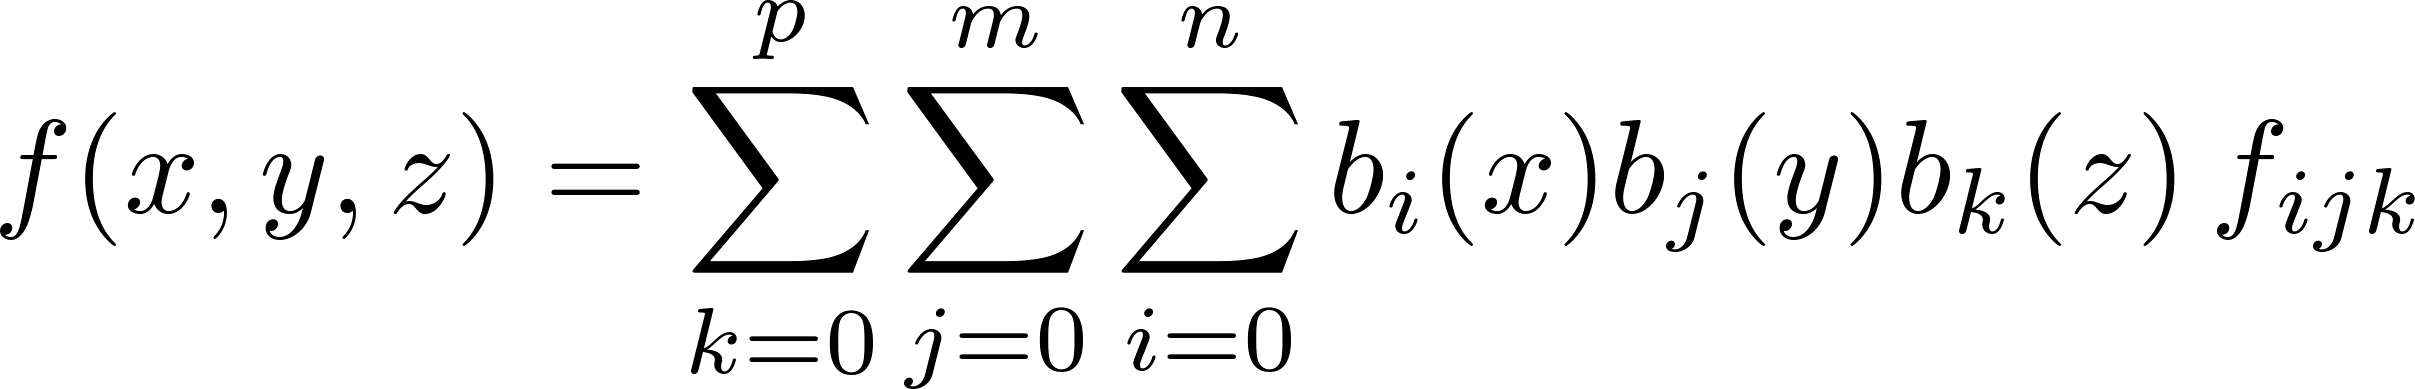 f(x, y, z) = \sum_{k=0}^{p} \sum_{j=0}^{m} \sum_{i=0}^{n} b_i(x) b_j(y) b_k(z) f_{ijk}